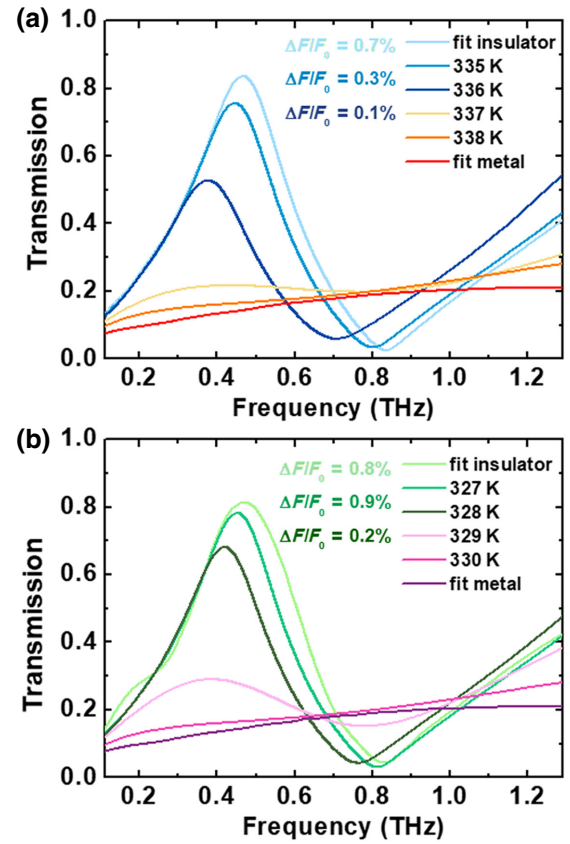 (a)
1.0
0.8
0.6
0.4
0.2
0.0
Transmission
ΔF/F₀ = 0.7%
ΔF/F₀ = 0.3%
ΔF/F₀ = 0.1%
fit insulator
335 K
336 K
337 K
338 K
fit metal
0.2 0.4 0.6 0.8 1.0 1.2
Frequency (THz)
(b)
1.0
0.8
0.6
0.4
0.2
0.0
Transmission
ΔF/F₀ = 0.8%
ΔF/F₀ = 0.9%
ΔF/F₀ = 0.2%
fit insulator
327 K
328 K
329 K
330 K
fit metal
0.2 0.4 0.6 0.8 1.0 1.2
Frequency (THz)